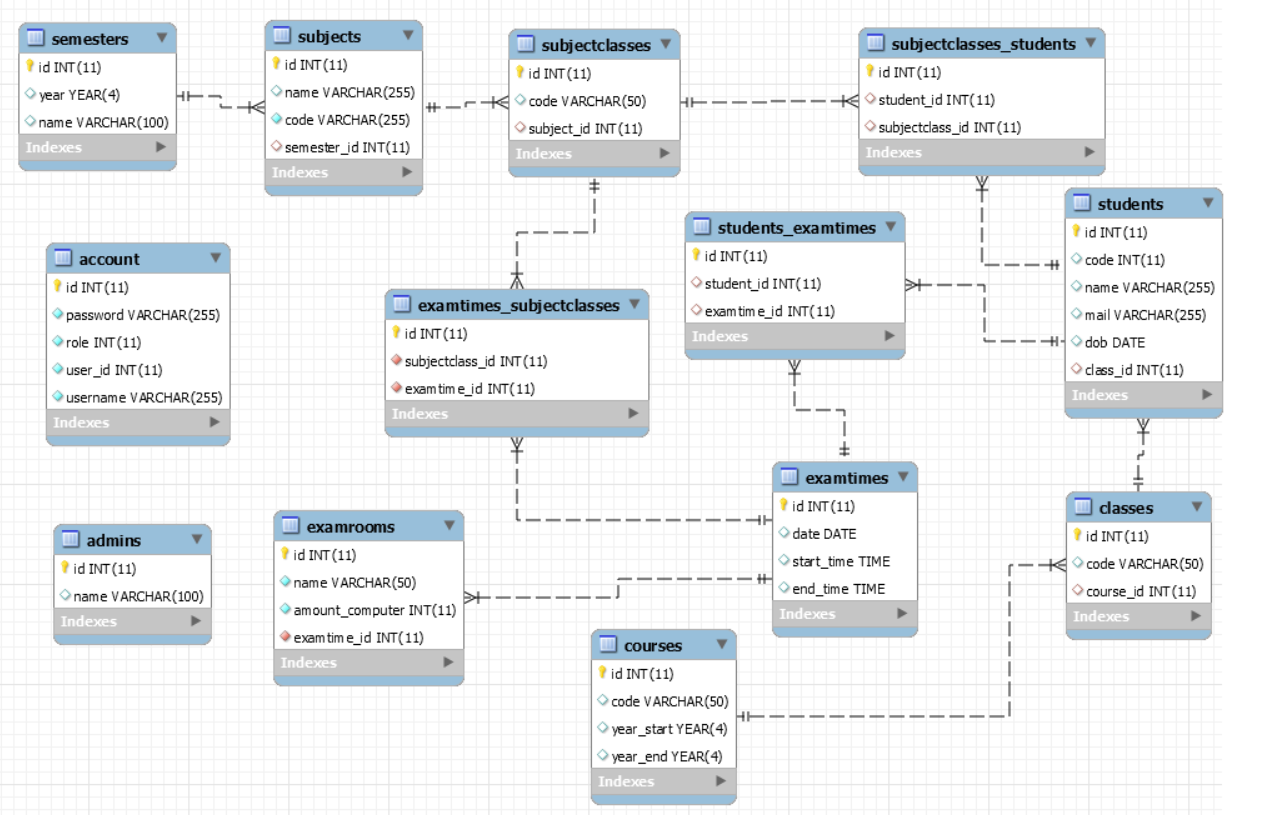 semesters
id INT(11)
year YEAR(4)
name VARCHAR(100)
Indexes
subjects
id INT(11)
name VARCHAR(255)
code VARCHAR(255)
semester_id INT(11)
Indexes
subjectclasses
id INT(11)
code VARCHAR(50)
subject_id INT(11)
Indexes
subjectclasses_students
id INT(11)
student_id INT(11)
subjectclass_id INT(11)
Indexes
students
id INT(11)
code INT(11)
name VARCHAR(255)
mail VARCHAR(255)
dob DATE
class_id INT(11)
Indexes
students_examtimes
id INT(11)
student_id INT(11)
examtime_id INT(11)
Indexes
account
id INT(11)
password VARCHAR(255)
role INT(11)
user_id INT(11)
username VARCHAR(255)
Indexes
examtimes_subjectclasses
id INT(11)
subjectclass_id INT(11)
examtime_id INT(11)
Indexes
examtimes
id INT(11)
date DATE
start_time TIME
end_time TIME
Indexes
classes
id INT(11)
code VARCHAR(50)
course_id INT(11)
Indexes
admins
id INT(11)
name VARCHAR(100)
Indexes
examrooms
id INT(11)
name VARCHAR(50)
amount_computer INT(11)
examtime_id INT(11)
Indexes
courses
id INT(11)
code VARCHAR(50)
year_start YEAR(4)
year_end YEAR(4)
Indexes